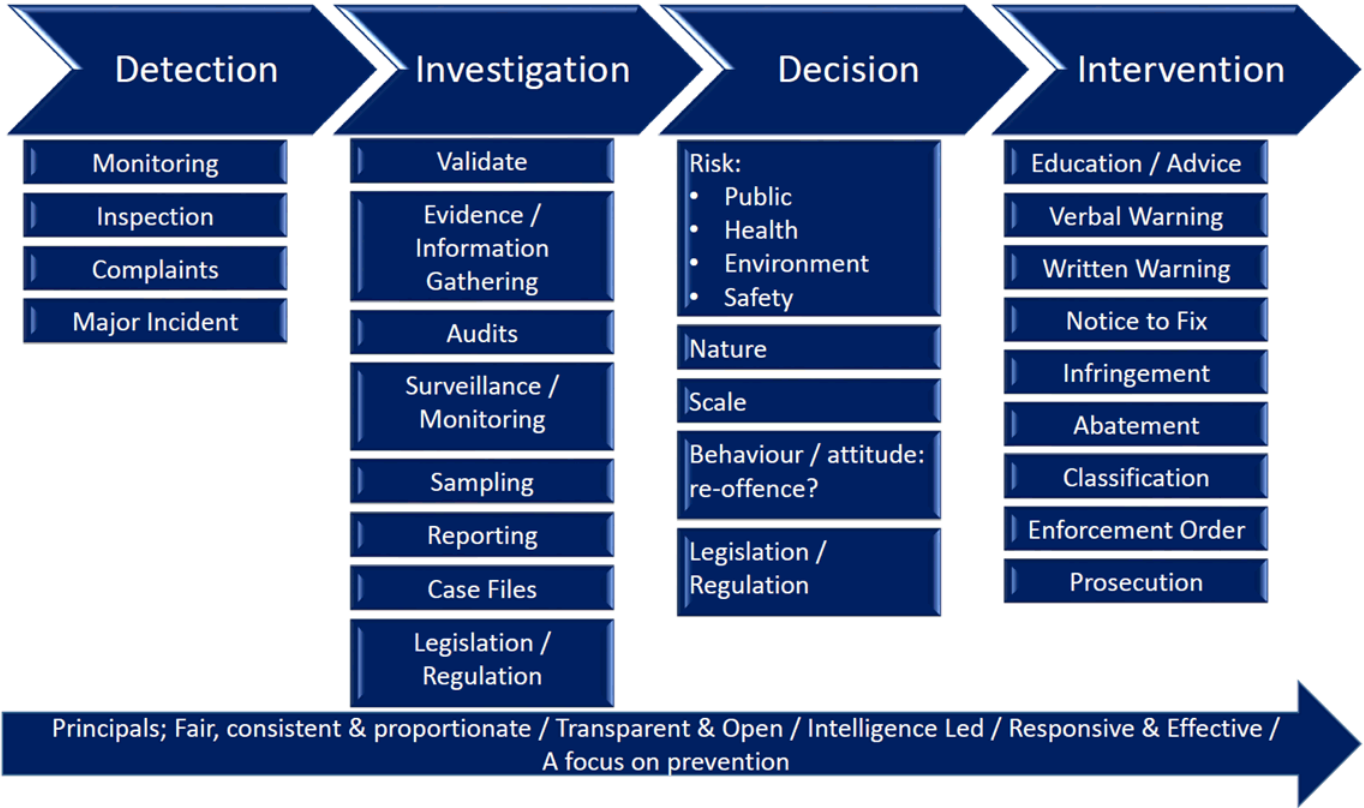 Detection
Investigation
Decision
Intervention
Monitoring
Inspection
Complaints
Major Incident
Validate
Evidence /
Information
Gathering
Audits
Surveillance /
Monitoring
Sampling
Reporting
Case Files
Legislation /
Regulation
Risk:
• Public
• Health
• Environment
• Safety
Nature
Scale
Behaviour / attitude:
re-offence?
Legislation /
Regulation
Education / Advice
Verbal Warning
Written Warning
Notice to Fix
Infringement
Abatement
Classification
Enforcement Order
Prosecution
Principals; Fair, consistent & proportionate / Transparent & Open / Intelligence Led / Responsive & Effective /
A focus on prevention